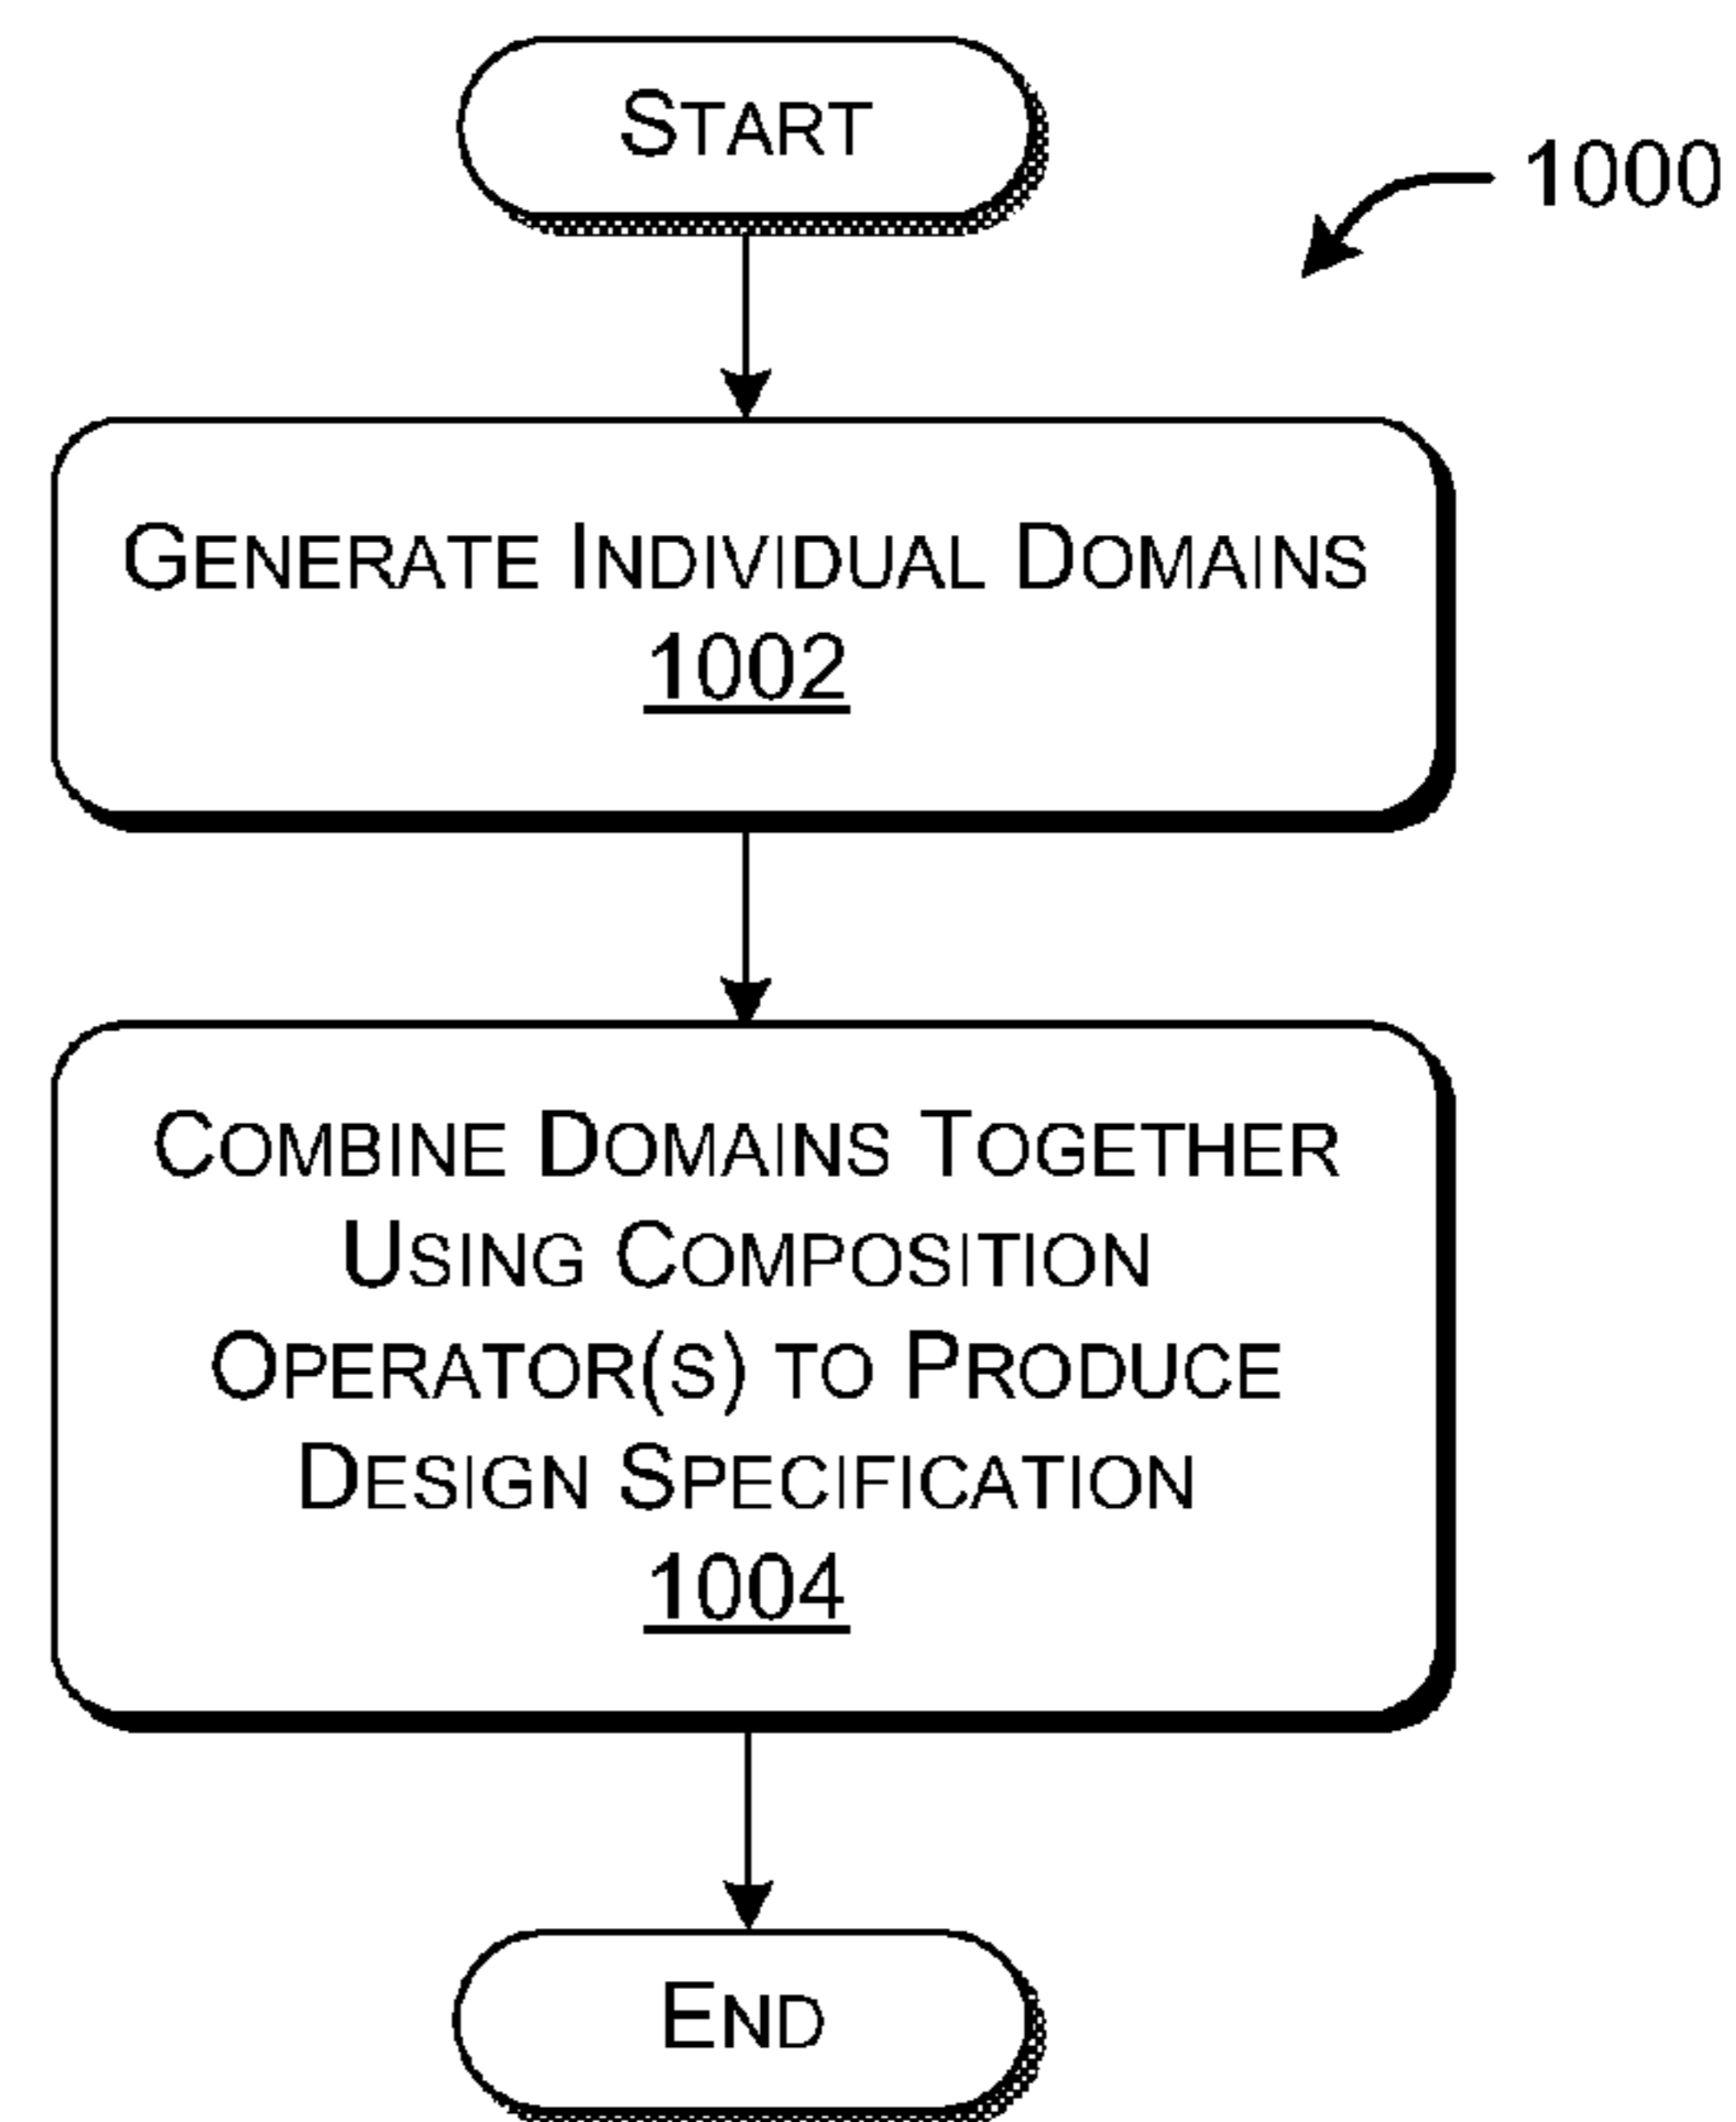 START
1000
GENERATE INDIVIDUAL DOMAINS
1002
COMBINE DOMAINS TOGETHER
USING COMPOSITION
OPERATOR(S) TO PRODUCE
DESIGN SPECIFICATION
1004
END